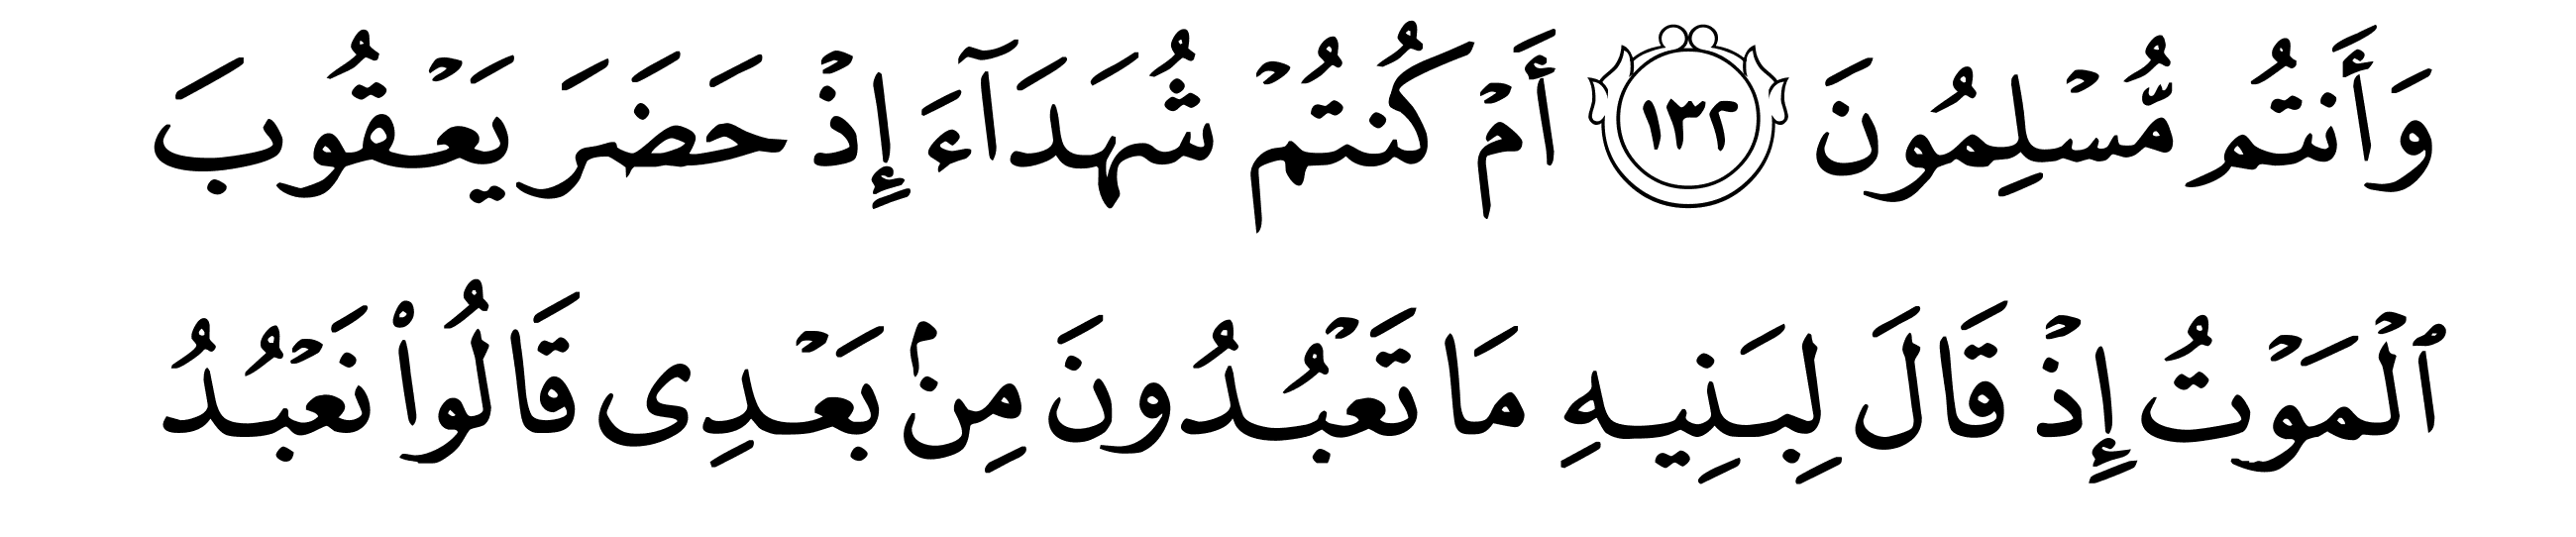 وَأَنتُم مُّسۡلِمُونَ ١٣٢ أَمۡ كُنتُمۡ شُهَدَآءَ إِذۡ حَضَرَ يَعۡقُوبَ
ٱلۡمَوۡتُ إِذۡ قَالَ لِبَنِيهِ مَا تَعۡبُدُونَ مِنۢ بَعۡدِى قَالُواْ نَعۡبُدُ